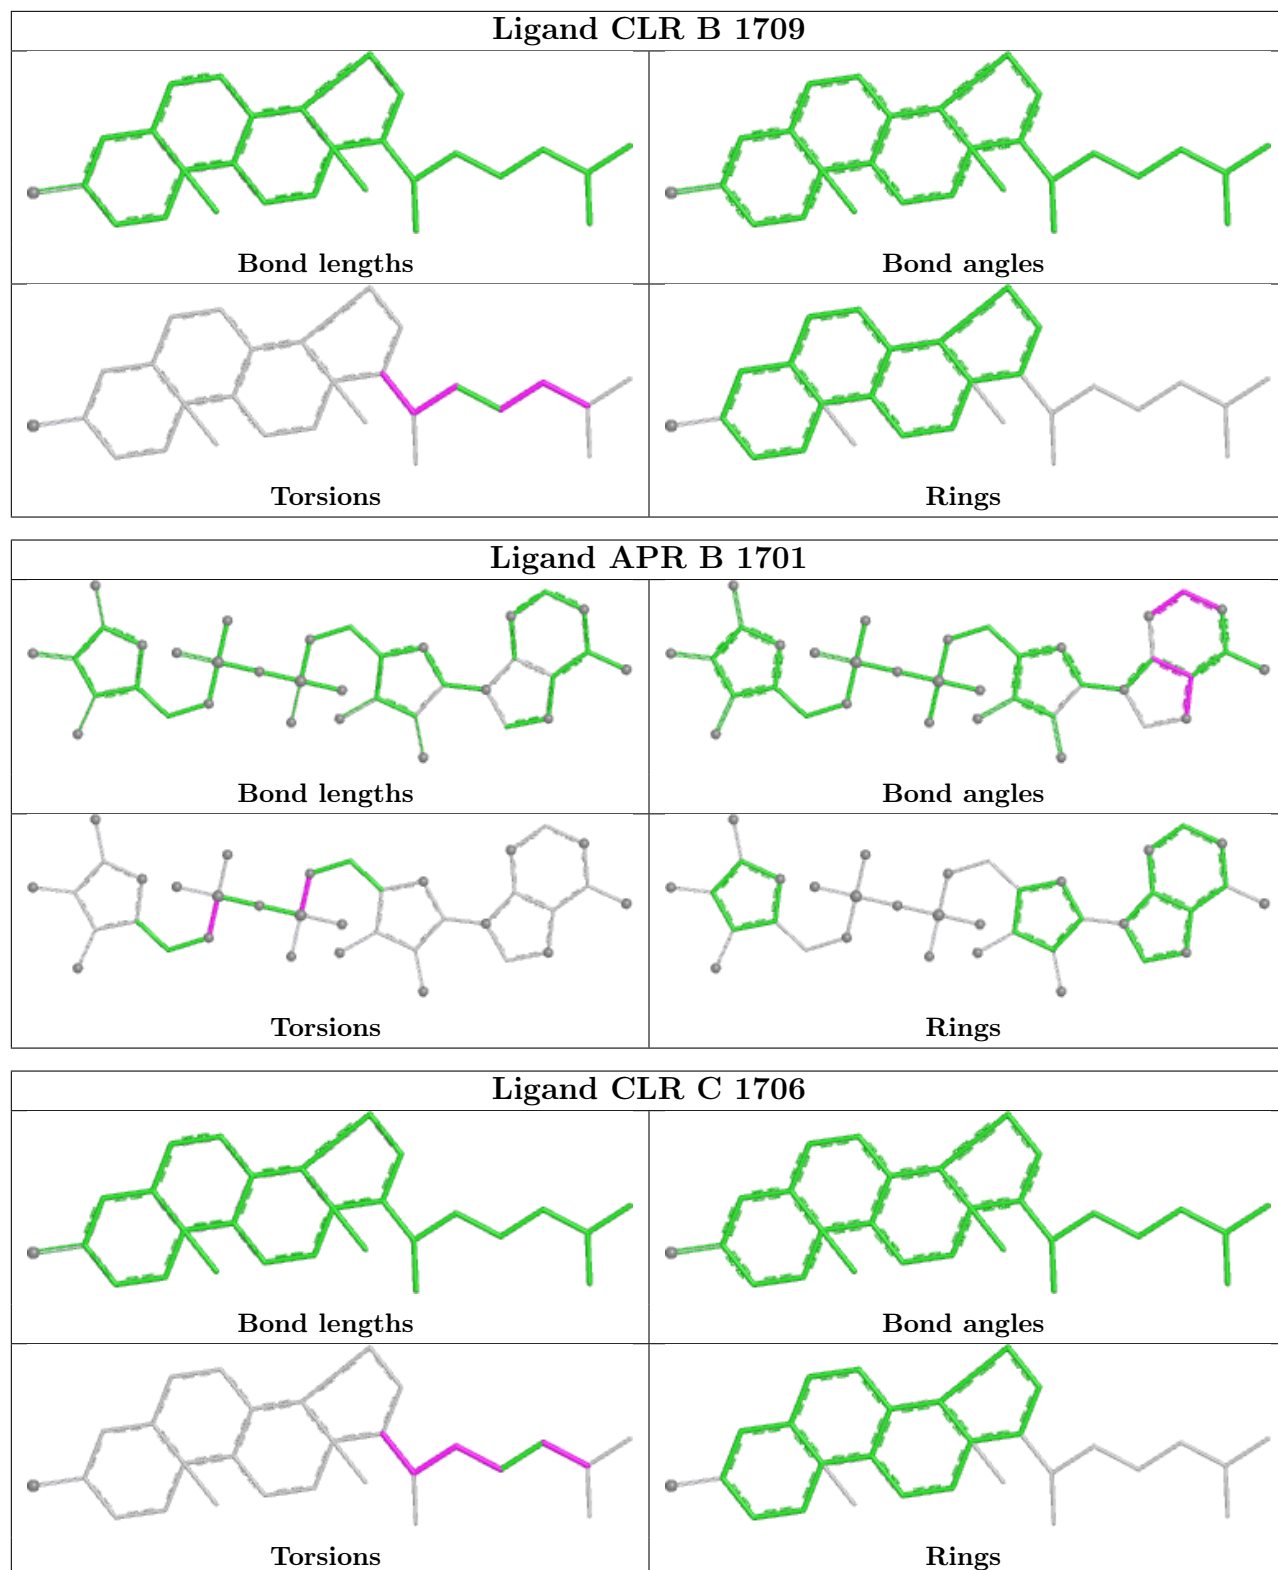 Ligand CLR B 1709
Bond lengths
Bond angles
Torsions
Rings
Ligand APR B 1701
Bond lengths
Bond angles
Torsions
Rings
Ligand CLR C 1706
Bond lengths
Bond angles
Torsions
Rings